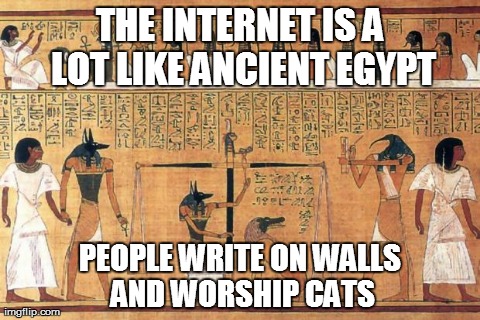 THE INTERNET IS A
LOT LIKE ANCIENT EGYPT
PEOPLE WRITE ON WALLS
AND WORSHIP CATS
imgflip.com